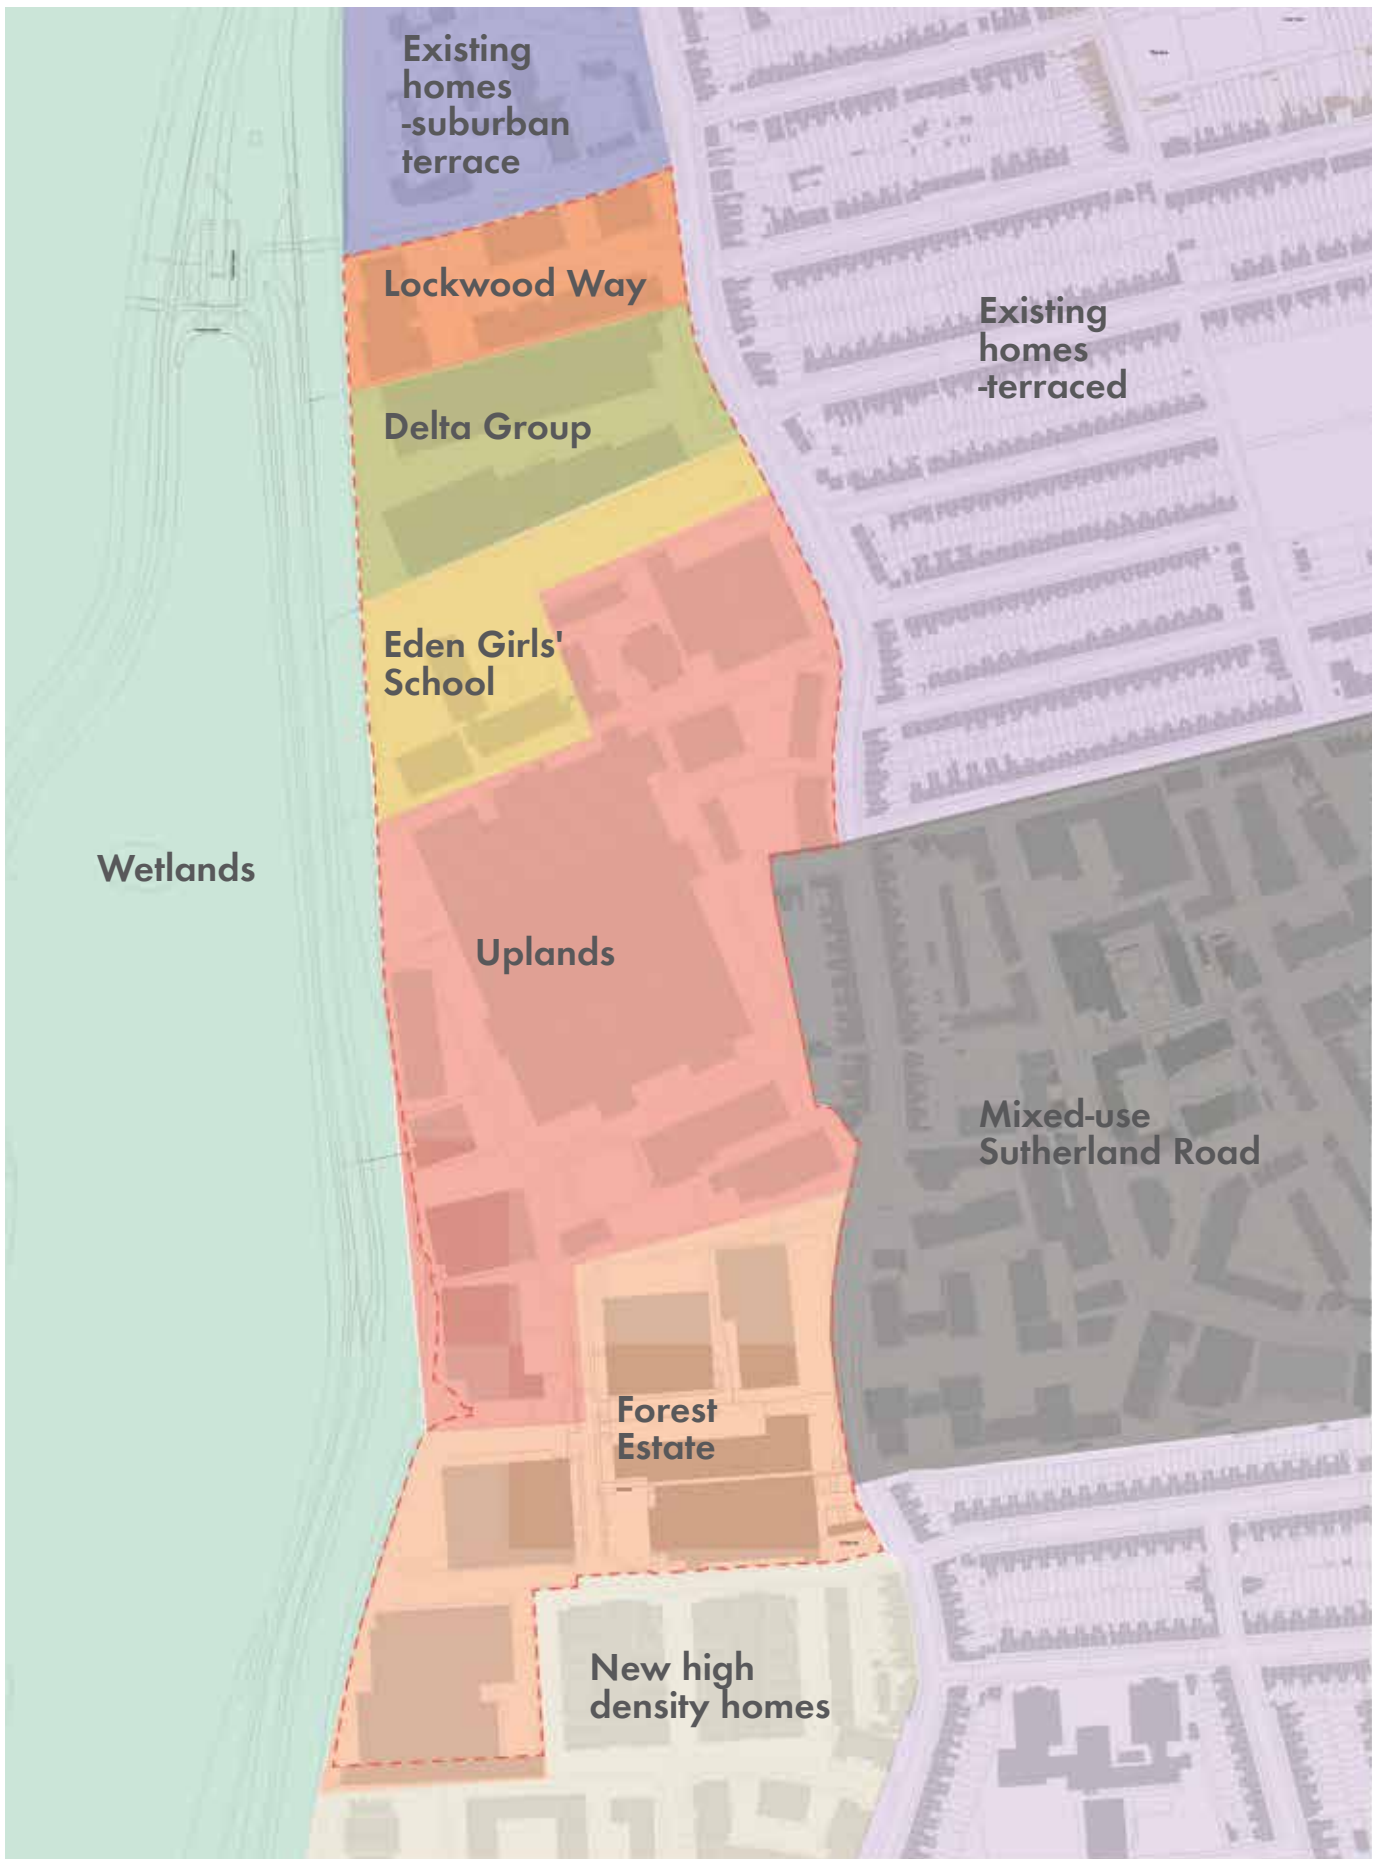 Existing
homes
-suburban
terrace
Lockwood Way
Existing
homes
-terraced
Delta Group
Eden Girls'
School
Wetlands
Uplands
Mixed-use
Sutherland Road
Forest
Estate
New high
density homes